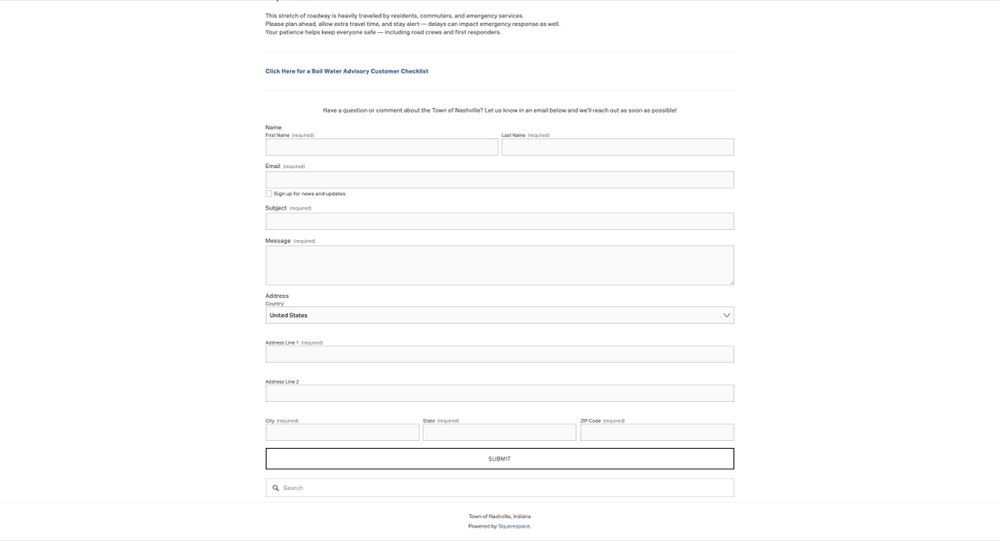 This stretch of roadway is heavily traveled by residents, commuters, and emergency services.
Please plan ahead, allow extra travel time, and stay alert — delays can impact emergency response as well.
Your patience helps keep everyone safe — including road crews and first responders.
Click Here for a Boil Water Advisory Customer Checklist
Have a question or comment about the Town of Nashville? Let us know in an email below and we'll reach out as soon as possible!
Name
First Name (required) Last Name (required)
Email (required)
Sign up for news and updates
Subject (required)
Message (required)
Address
Country
United States
Address Line 1 (required)
Address Line 2
City (required) State (required) ZIP Code (required)
SUBMIT
Search
Town of Nashville, Indiana
Powered by Squarespace.